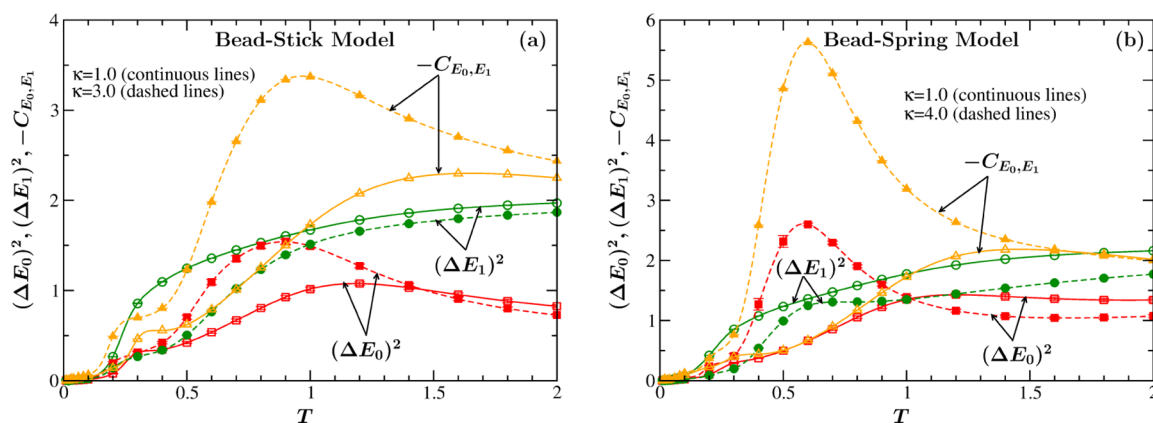 Bead-Stick Model
(a)
κ=1.0 (continuous lines)
κ=3.0 (dashed lines)
−C_{E₀,E₁}
(ΔE₁)²
(ΔE₀)²
(ΔE₀)², (ΔE₁)², −C_{E₀,E₁}
4
3
2
1
0
0 0.5 1 1.5 2
T
Bead-Spring Model
(b)
κ=1.0 (continuous lines)
κ=4.0 (dashed lines)
−C_{E₀,E₁}
(ΔE₁)²
(ΔE₀)²
(ΔE₀)², (ΔE₁)², −C_{E₀,E₁}
6
5
4
3
2
1
0
0 0.5 1 1.5 2
T